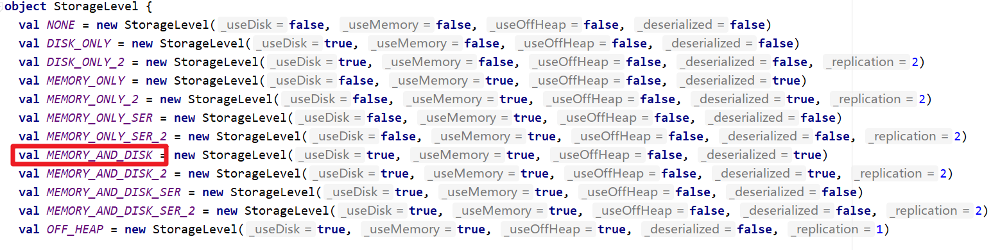 object StorageLevel {
val NONE = new StorageLevel( _useDisk = false, _useMemory = false, _useOffHeap = false, _deserialized = false)
val DISK_ONLY = new StorageLevel( _useDisk = true, _useMemory = false, _useOffHeap = false, _deserialized = false)
val DISK_ONLY_2 = new StorageLevel( _useDisk = true, _useMemory = false, _useOffHeap = false, _deserialized = false, _replication = 2)
val MEMORY_ONLY = new StorageLevel( _useDisk = false, _useMemory = true, _useOffHeap = false, _deserialized = true)
val MEMORY_ONLY_2 = new StorageLevel( _useDisk = false, _useMemory = true, _useOffHeap = false, _deserialized = true, _replication = 2)
val MEMORY_ONLY_SER = new StorageLevel( _useDisk = false, _useMemory = true, _useOffHeap = false, _deserialized = false)
val MEMORY_ONLY_SER_2 = new StorageLevel( _useDisk = false, _useMemory = true, _useOffHeap = false, _deserialized = false, _replication = 2)
val MEMORY_AND_DISK = new StorageLevel( _useDisk = true, _useMemory = true, _useOffHeap = false, _deserialized = true)
val MEMORY_AND_DISK_2 = new StorageLevel( _useDisk = true, _useMemory = true, _useOffHeap = false, _deserialized = true, _replication = 2)
val MEMORY_AND_DISK_SER = new StorageLevel( _useDisk = true, _useMemory = true, _useOffHeap = false, _deserialized = false)
val MEMORY_AND_DISK_SER_2 = new StorageLevel( _useDisk = true, _useMemory = true, _useOffHeap = false, _deserialized = false, _replication = 2)
val OFF_HEAP = new StorageLevel( _useDisk = true, _useMemory = true, _useOffHeap = true, _deserialized = false, _replication = 1)